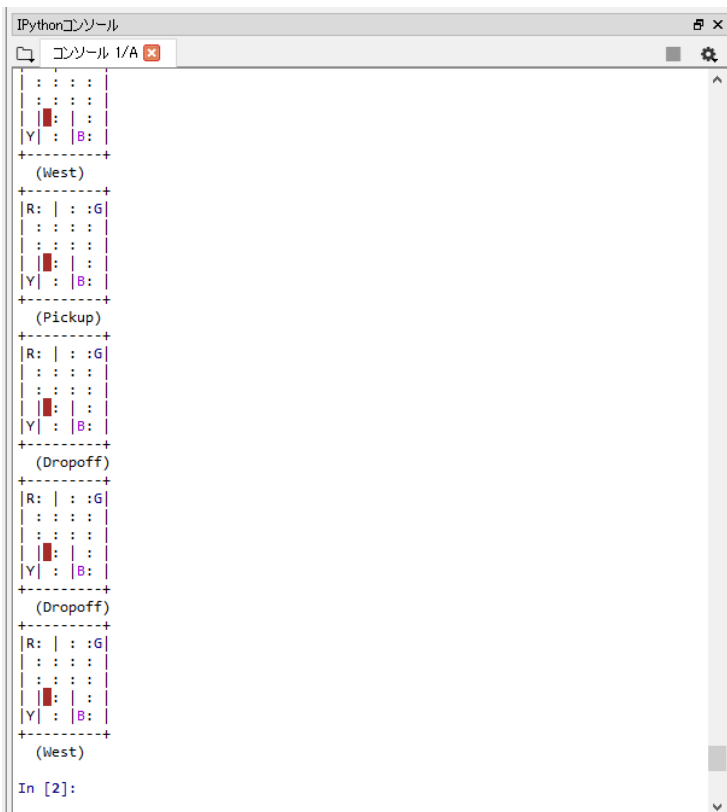 IPythonコンソール
コンソール 1/A
| : : : : |
| : : : : |
| | : | : |
|Y| : |B: |
+---------+
  (West)
+---------+
|R: | : :G|
| : : : : |
| : : : : |
| | : | : |
|Y| : |B: |
+---------+
  (Pickup)
+---------+
|R: | : :G|
| : : : : |
| : : : : |
| | : | : |
|Y| : |B: |
+---------+
  (Dropoff)
+---------+
|R: | : :G|
| : : : : |
| : : : : |
| | : | : |
|Y| : |B: |
+---------+
  (Dropoff)
+---------+
|R: | : :G|
| : : : : |
| : : : : |
| | : | : |
|Y| : |B: |
+---------+
  (West)
In [2]: